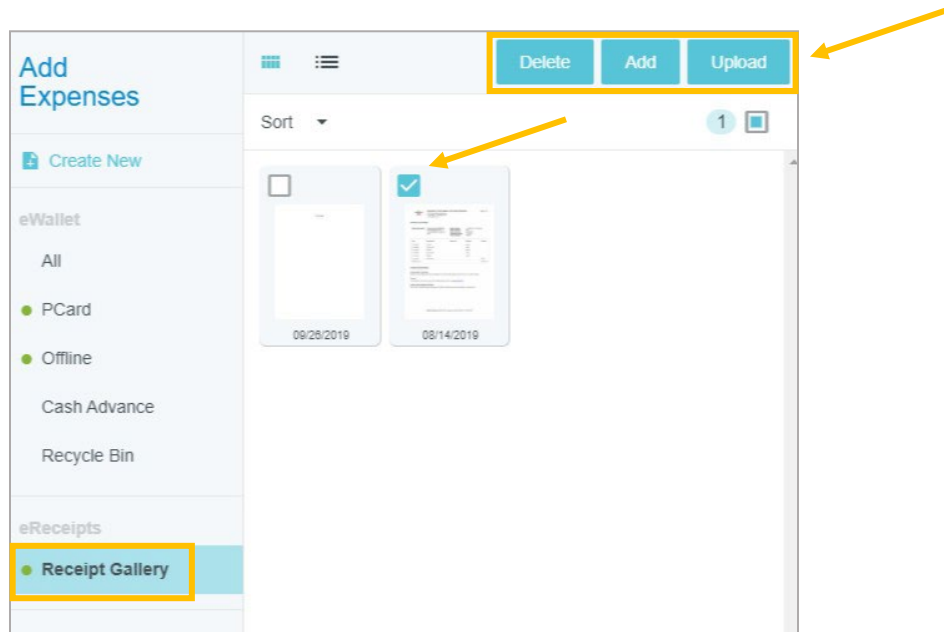 Add
Expenses
Create New
eWallet
All
PCard
Offline
Cash Advance
Recycle Bin
eReceipts
Receipt Gallery
Delete Add Upload
Sort 1
09/26/2019 08/14/2019